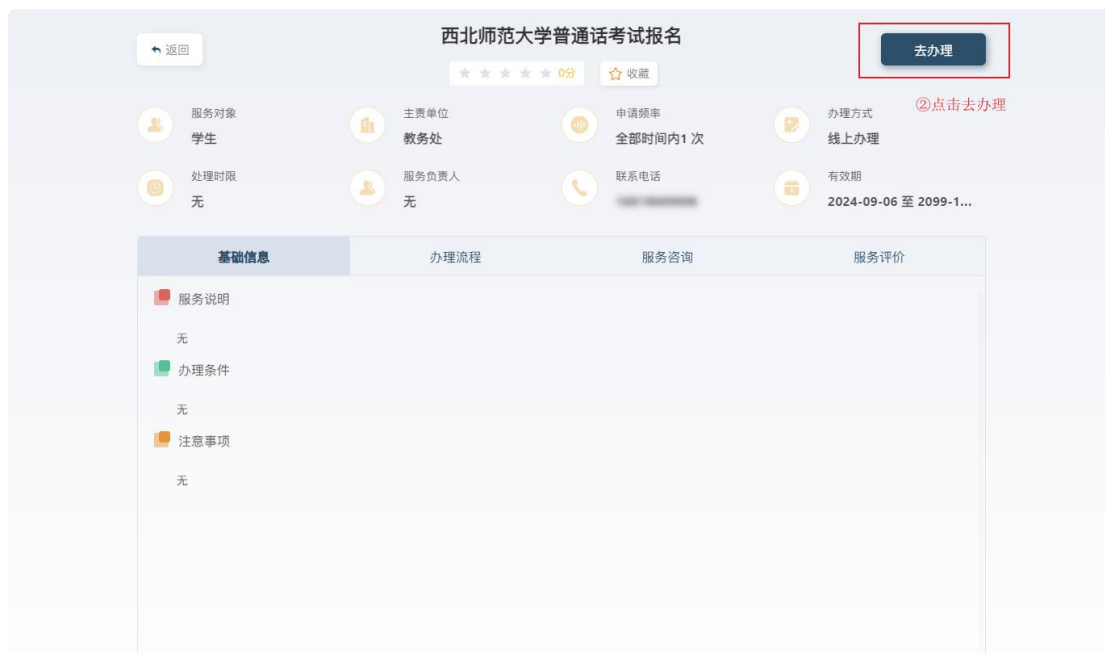 西北师范大学普通话考试报名
返回
去办理
0分
收藏
②点击去办理
服务对象
学生
主责单位
教务处
申请频率
全部时间内1 次
办理方式
线上办理
处理时限
无
服务负责人
无
联系电话
有效期
2024-09-06 至 2099-1...
基础信息
办理流程
服务咨询
服务评价
服务说明
无
办理条件
无
注意事项
无